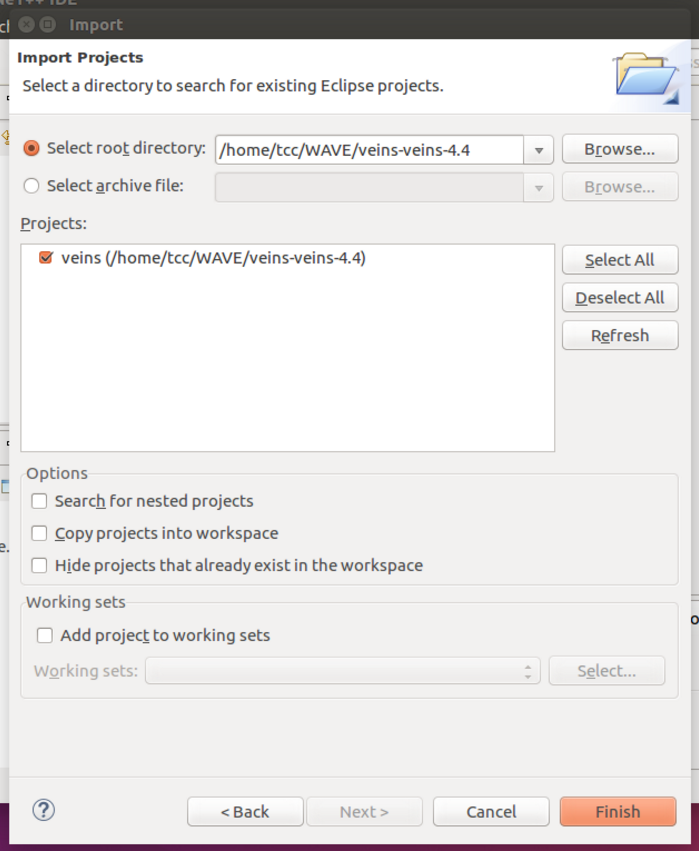 Import
Import Projects
Select a directory to search for existing Eclipse projects.
Select root directory: /home/tcc/WAVE/veins-veins-4.4 Browse...
Select archive file: Browse...
Projects:
veins (/home/tcc/WAVE/veins-veins-4.4)
Select All
Deselect All
Refresh
Options
Search for nested projects
Copy projects into workspace
Hide projects that already exist in the workspace
Working sets
Add project to working sets
Working sets: Select...
? < Back Next > Cancel Finish